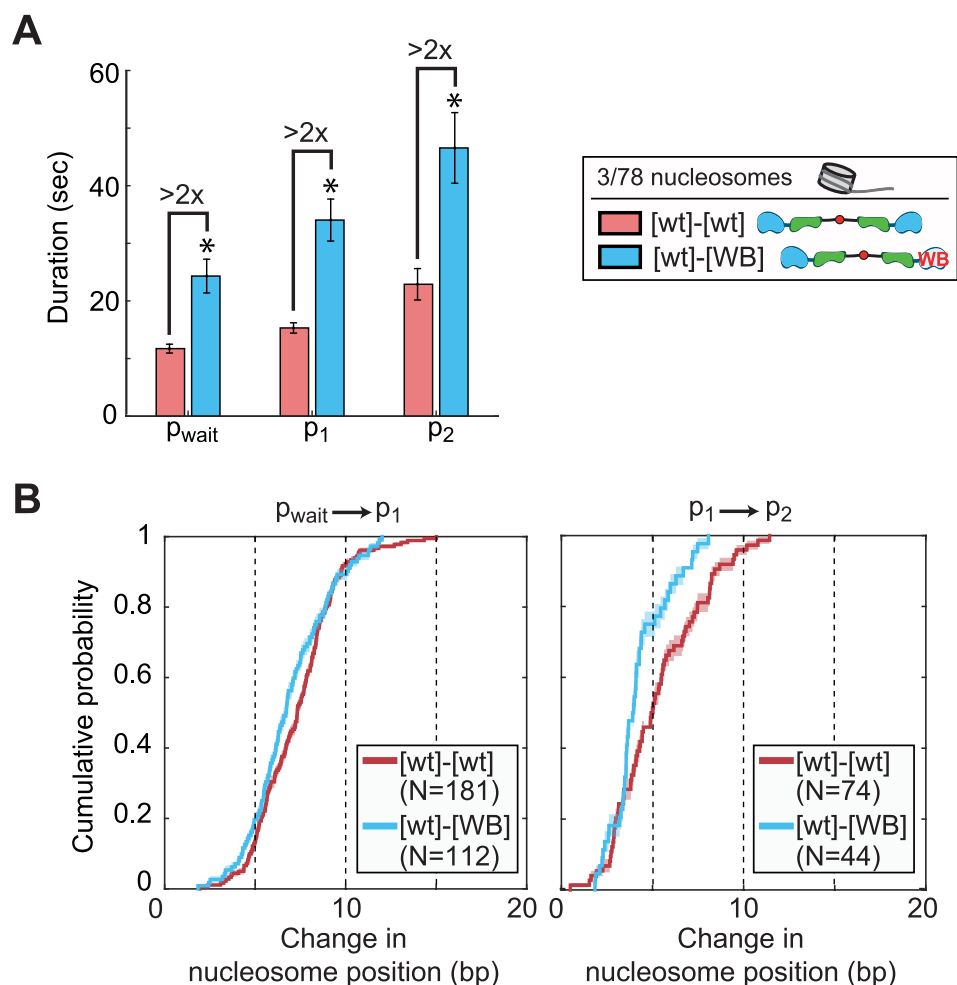 A
>2x
>2x
>2x
60
40
20
0
Duration (sec)
*
*
*
pwait
p1
p2
3/78 nucleosomes
[wt]-[wt]
[wt]-[WB]
WB
B
pwait → p1
1
0.8
0.6
0.4
0.2
0
Cumulative probability
[wt]-[wt]
(N=181)
[wt]-[WB]
(N=112)
0
10
20
Change in
nucleosome position (bp)
p1 → p2
[wt]-[wt]
(N=74)
[wt]-[WB]
(N=44)
0
10
20
Change in
nucleosome position (bp)